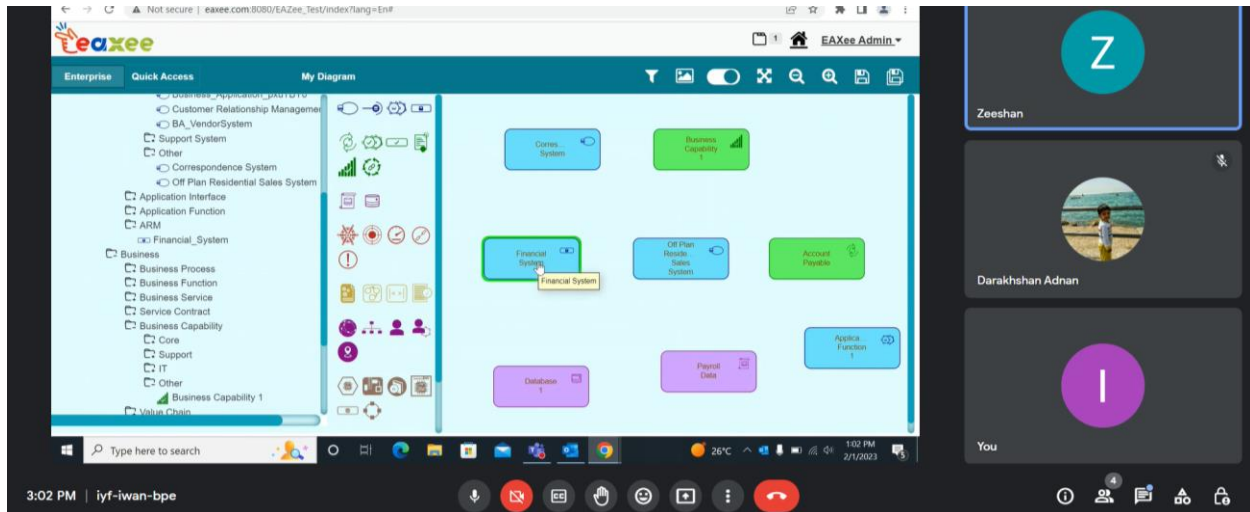 Not secure | eaxee.com:8080/EAZee_Test/index?lang=En#
eaxee
1
EAXee Admin
Enterprise
Quick Access
My Diagram
Customer Relationship Managemer
BA_VendorSystem
Support System
Other
Correspondence System
Off Plan Residential Sales System
Application Interface
Application Function
ARM
Financial_System
Business
Business Process
Business Function
Business Service
Service Contract
Business Capability
Core
Support
IT
Other
Business Capability 1
Value Chain
Corres...
System
Business
Capability
1
Financial
System
Financial System
Off Plan
Reside...
Sales
System
Account
Payable
Applica...
Function
1
Database
1
Payroll
Data
Type here to search
26°C
1:02 PM
2/1/2023
Zeeshan
Z
Darakhshan Adnan
I
You
3:02 PM | iyf-iwan-bpe
CC
4